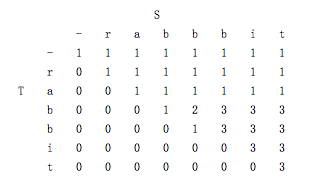 S
- r a b b b i t
- 1 1 1 1 1 1 1 1
r 0 1 1 1 1 1 1 1
T a 0 0 1 1 1 1 1 1
b 0 0 0 1 2 3 3 3
b 0 0 0 0 1 3 3 3
i 0 0 0 0 0 0 3 3
t 0 0 0 0 0 0 0 3